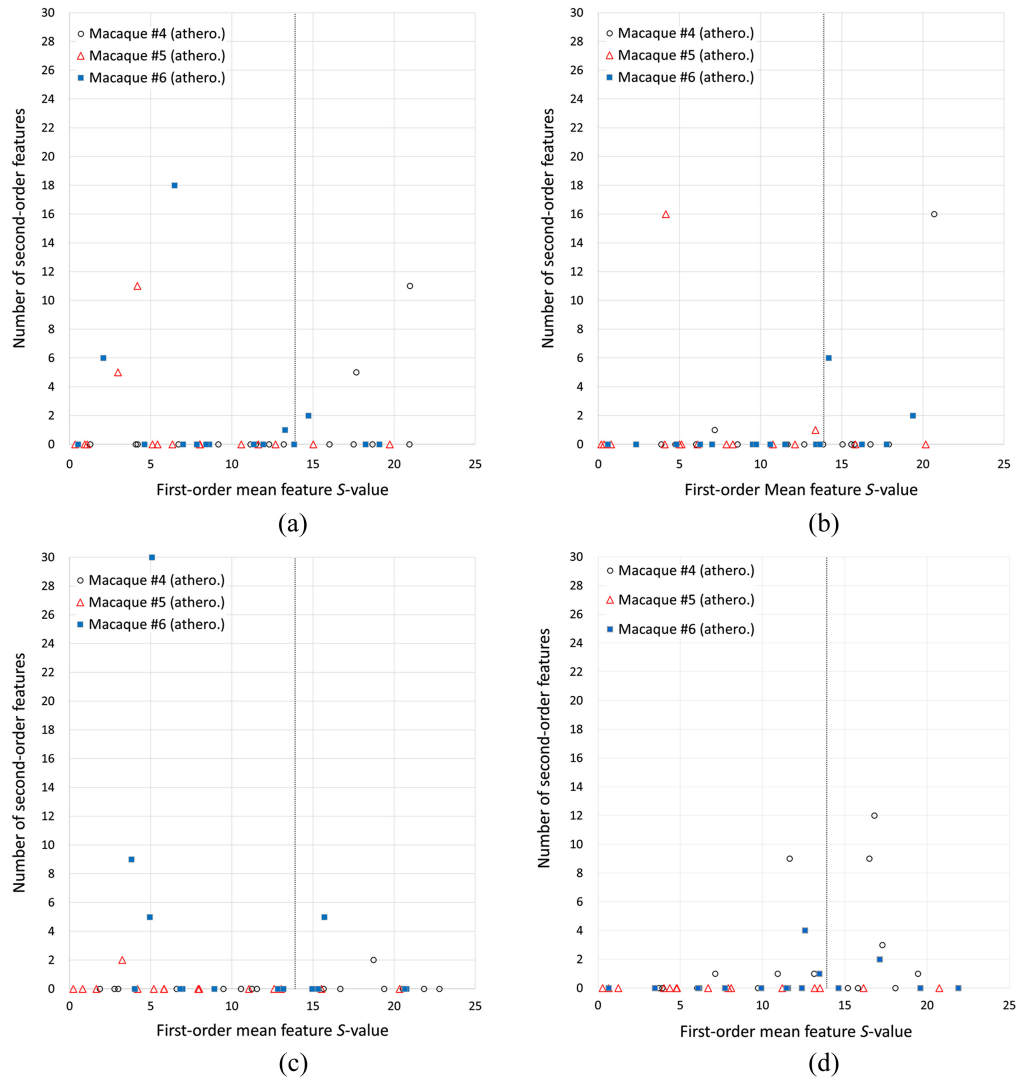 30
28
26
24
22
20
18
16
14
12
10
8
6
4
2
0
Number of second-order features
Macaque #4 (athero.)
Macaque #5 (athero.)
Macaque #6 (athero.)
0 5 10 15 20 25
First-order mean feature S-value
(a)
30
28
26
24
22
20
18
16
14
12
10
8
6
4
2
0
Number of second-order features
Macaque #4 (athero.)
Macaque #5 (athero.)
Macaque #6 (athero.)
0 5 10 15 20 25
First-order Mean feature S-value
(b)
30
28
26
24
22
20
18
16
14
12
10
8
6
4
2
0
Number of second-order features
Macaque #4 (athero.)
Macaque #5 (athero.)
Macaque #6 (athero.)
0 5 10 15 20 25
First-order mean feature S-value
(c)
30
28
26
24
22
20
18
16
14
12
10
8
6
4
2
0
Number of second-order features
Macaque #4 (athero.)
Macaque #5 (athero.)
Macaque #6 (athero.)
0 5 10 15 20 25
First-order mean feature S-value
(d)